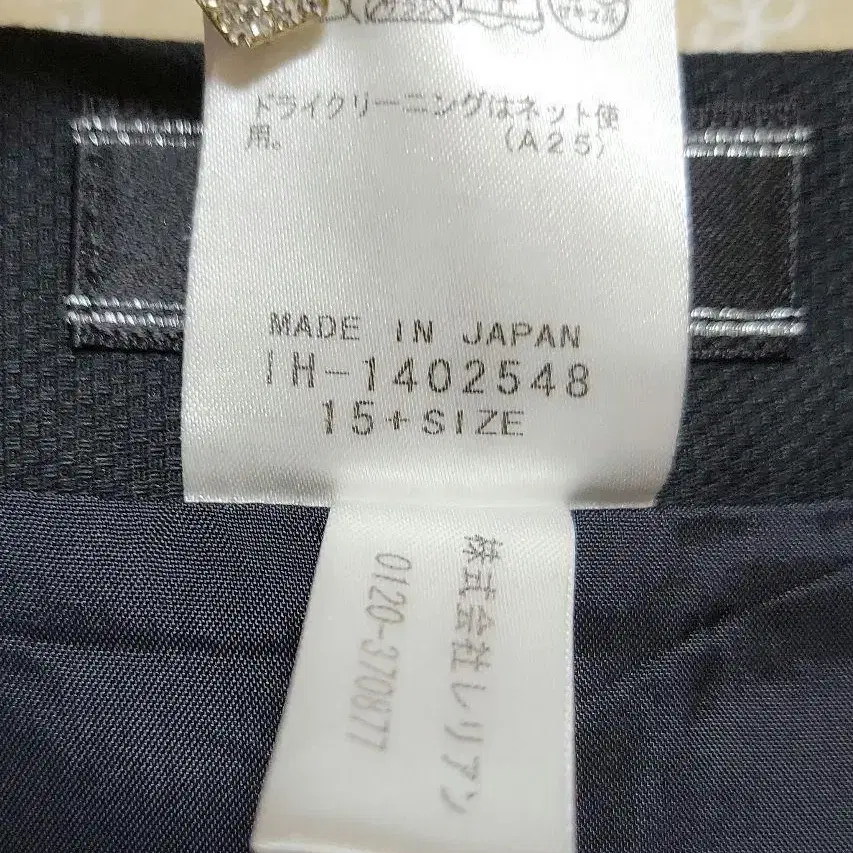 ドライクリーニングはネット使
用。 (A25)
MADE IN JAPAN
IH-1402548
15+SIZE
株式会社レリアン
0120-370877